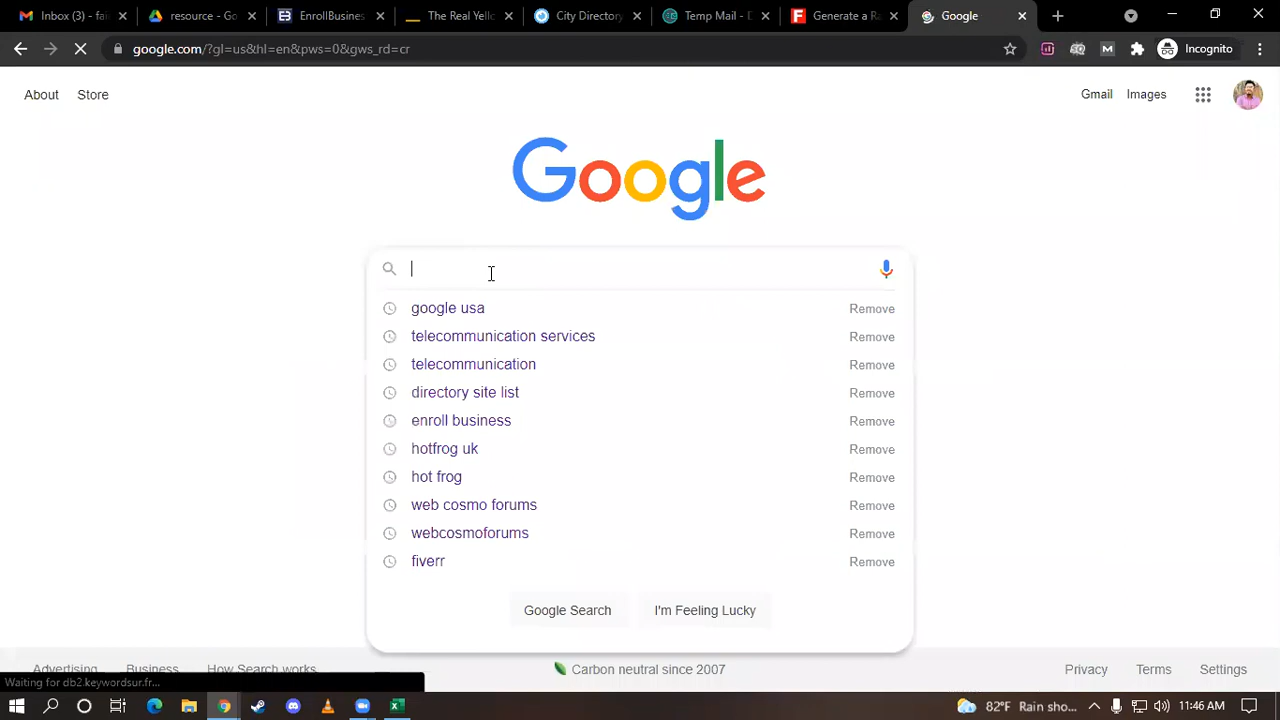 Inbox (3) - fai
resource - Go
EnrollBusines
The Real Yello
City Directory
Temp Mail - D
Generate a Ra
Google
google.com/?gl=us&hl=en&pws=0&gws_rd=cr
Incognito
About
Store
Gmail
Images
Google
google usa
Remove
telecommunication services
Remove
telecommunication
Remove
directory site list
Remove
enroll business
Remove
hotfrog uk
Remove
hot frog
Remove
web cosmo forums
Remove
webcosmoforums
Remove
fiverr
Remove
Google Search
I'm Feeling Lucky
Advertising
Business
How Search works
Carbon neutral since 2007
Privacy
Terms
Settings
Waiting for db2.keywordsur.fr...
82°F Rain sho...
11:46 AM